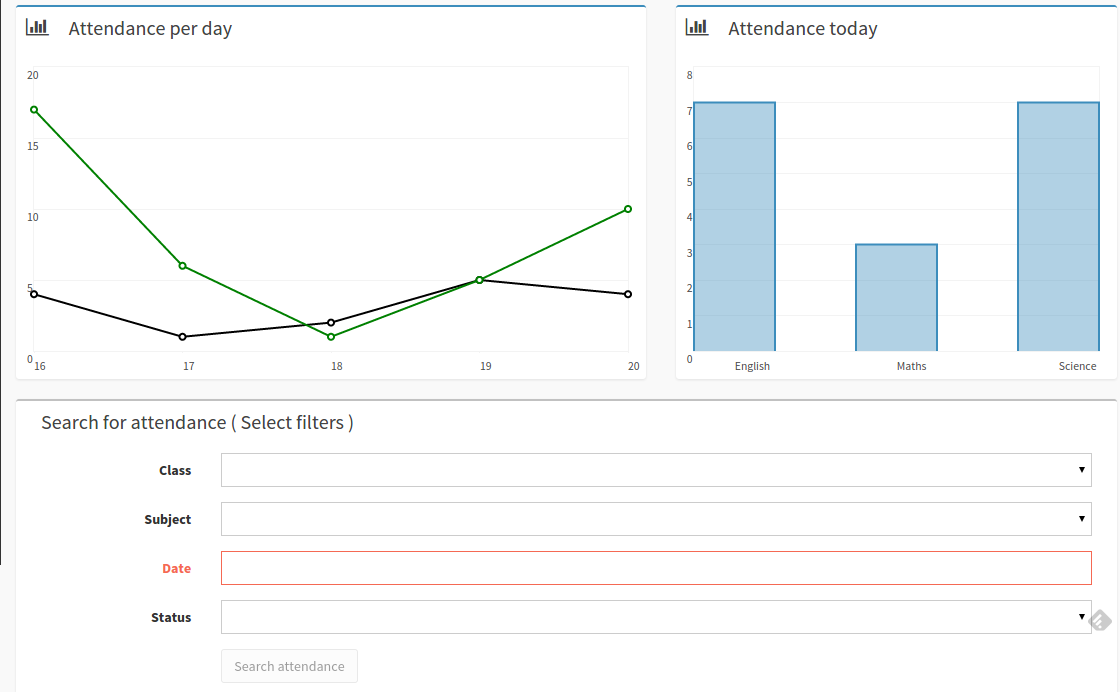 Attendance per day
20
15
10
5
0
16 17 18 19 20
Attendance today
8
7
6
5
4
3
2
1
0
English Maths Science
Search for attendance ( Select filters )
Class
Subject
Date
Status
Search attendance